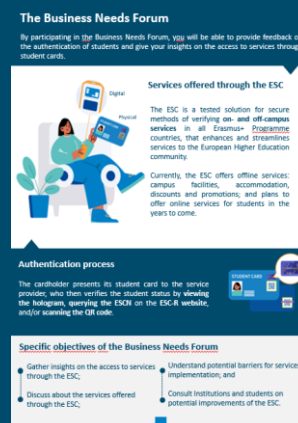 The Business Needs Forum
By participating in the Business Needs Forum, you will be able to provide feedback
the authentication of students and give your insights on the access to services
student cards.
Digital
Physical
Services offered through the ESC
The ESC is a tested solution for secure
methods of verifying on- and off-campus
services in all Erasmus+ Programme
countries, that enhances and streamlines
services to the European Higher Education
community.
Currently, the ESC offers offline services:
campus facilities, accommodation,
discounts and promotions; and plans to
offer online services for students in the
years to come.
Authentication process
The cardholder presents its student card to the service
provider, who then verifies the student status by viewing
the hologram, querying the ESCN on the ESC-R website,
and/or scanning the QR code.
STUDENT CARD
Specific objectives of the Business Needs Forum
Gather insights on the access to services
through the ESC;
Discuss about the services offered
through the ESC;
Understand potential barriers for service
implementation; and
Consult Institutions and students on
potential improvements of the ESC.